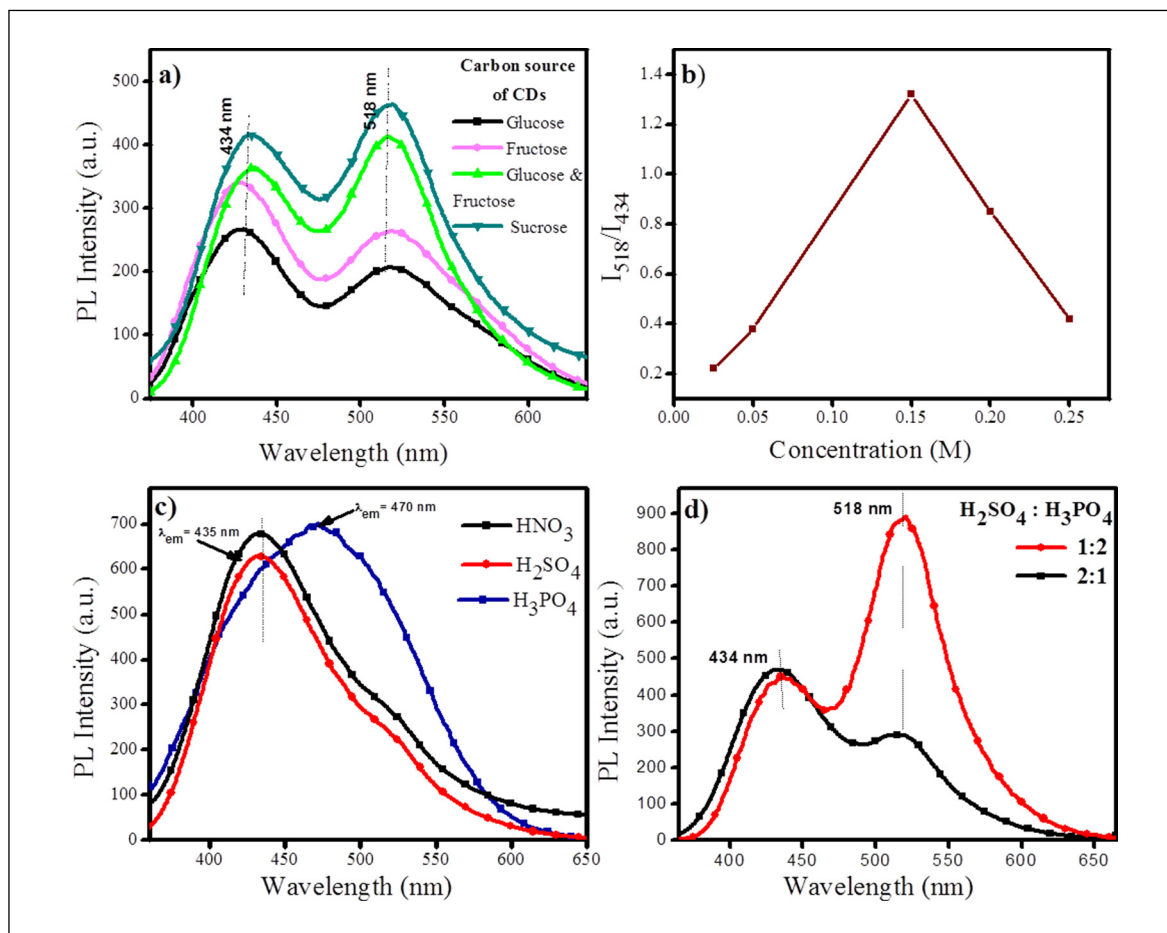 a)
Carbon source
of CDs
Glucose
Fructose
Glucose &
Fructose
Sucrose
434 nm
518 nm
500
400
300
200
100
0
400 450 500 550 600
PL Intensity (a.u.)
Wavelength (nm)
b)
1.4
1.2
1.0
0.8
0.6
0.4
0.2
0.00 0.05 0.10 0.15 0.20 0.25
I₅₁₈/I₄₃₄
Concentration (M)
c)
λem= 435 nm
λem= 470 nm
HNO₃
H₂SO₄
H₃PO₄
700
600
500
400
300
200
100
0
400 450 500 550 600 650
PL Intensity (a.u.)
Wavelength (nm)
d)
518 nm
H₂SO₄ : H₃PO₄
1:2
2:1
434 nm
900
800
700
600
500
400
300
200
100
0
400 450 500 550 600 650
PL Intensity (a.u.)
Wavelength (nm)